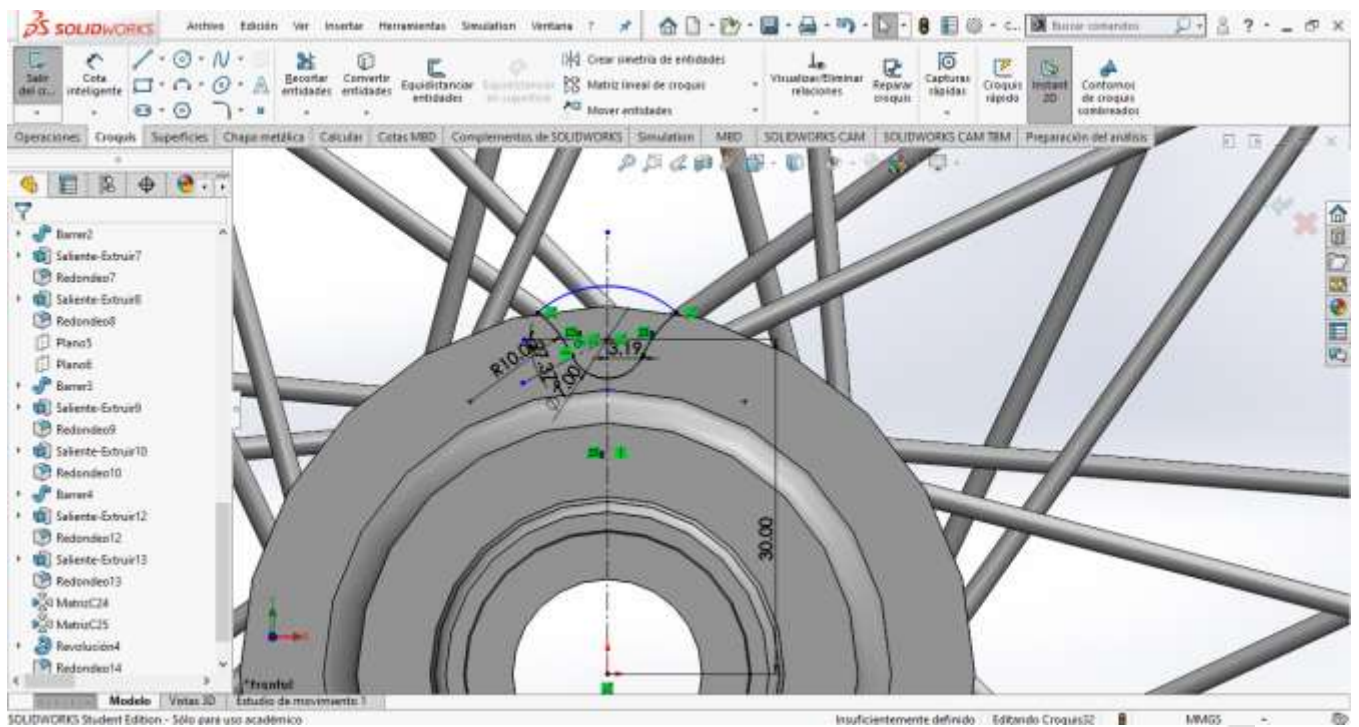 SOLIDWORKS
Archivo Edición Ver Insertar Herramientas Simulation Ventana ?
Buscar comandos
Salir del cr...
Cota inteligente
Recortar entidades
Convertir entidades
Equidistanciar entidades
Crear simetría de entidades
Matriz lineal de croquis
Mover entidades
Visualizar/Eliminar relaciones
Reparar croquis
Capturas rápidas
Croquis rápido
Instant 2D
Contornos de croquis sombreados
Operaciones Croquis Superficies Chapa metálica Calcular Cotas MBD Complementos de SOLIDWORKS Simulation MBD SOLIDWORKS CAM SOLIDWORKS CAM TBM Preparación del análisis
Barrer2
Saliente-Extruir7
Redondeo7
Saliente-Extruir8
Redondeo8
Plano5
Plano6
Barrer3
Saliente-Extruir9
Redondeo9
Saliente-Extruir10
Redondeo10
Barrer4
Saliente-Extruir12
Redondeo12
Saliente-Extruir13
Redondeo13
MatrizC24
MatrizC25
Revolución4
Redondeo14
3.19
30.00
*Frontal
Modelo Vistas 3D Estudio de movimiento 1
SOLIDWORKS Student Edition - Sólo para uso académico
Insuficientemente definido Editando Croquis32 MMGS